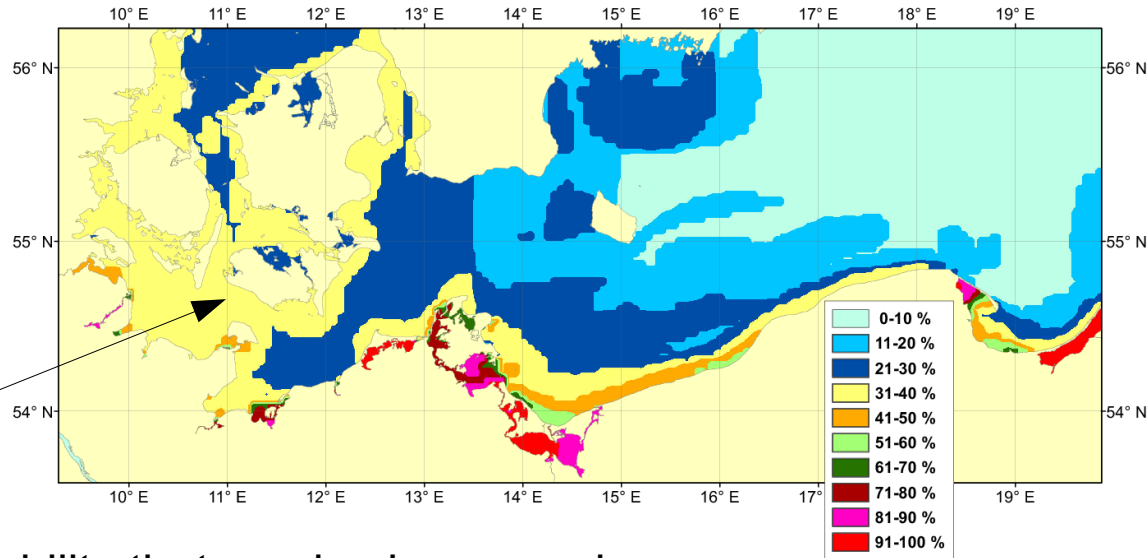 10° E 11° E 12° E 13° E 14° E 15° E 16° E 17° E 18° E 19° E
56° N 56° N
55° N 55° N
54° N 54° N
0-10 %
11-20 %
21-30 %
31-40 %
41-50 %
51-60 %
61-70 %
71-80 %
81-90 %
91-100 %
10° E 11° E 12° E 13° E 14° E 15° E 16° E 17° 19° E